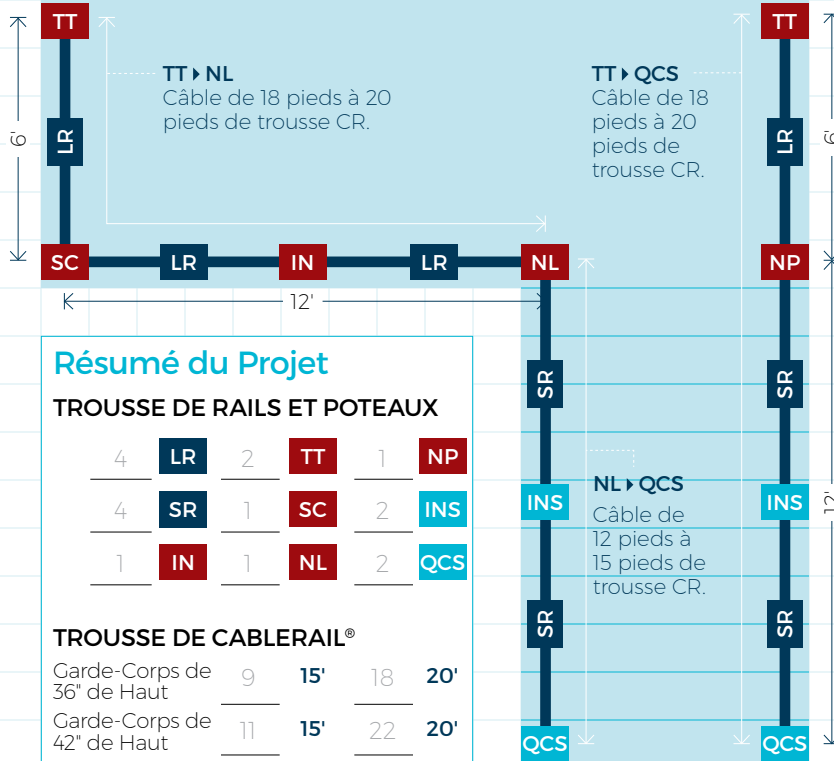 TT
TT
TT ▸ NL
Câble de 18 pieds à 20
pieds de trousse CR.
TT ▸ QCS
Câble de 18
pieds à 20
pieds de
trousse CR.
6'
LR
LR
6'
SC
LR
IN
LR
NL
NP
12'
Résumé du Projet
TROUSSE DE RAILS ET POTEAUX
4 LR 2 TT 1 NP
4 SR 1 SC 2 INS
1 IN 1 NL 2 QCS
TROUSSE DE CABLERAIL®
Garde-Corps de
36" de Haut
9 15' 18 20'
Garde-Corps de
42" de Haut
11 15' 22 20'
SR
SR
NL ▸ QCS
Câble de
12 pieds à
15 pieds de
trousse CR.
INS
INS
12'
SR
SR
QCS
QCS